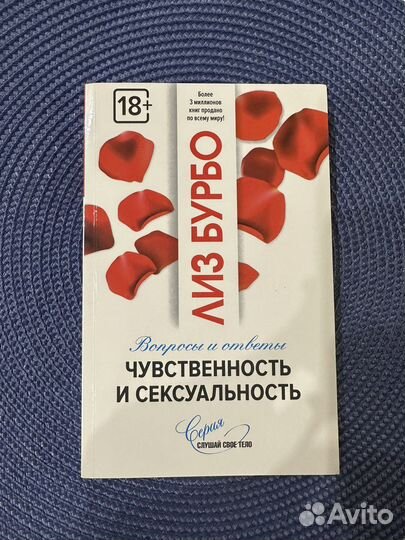 18+
Более
3 миллионов
книг продано
по всему миру!
ЛИЗ БУРБО
Вопросы и ответы
ЧУВСТВЕННОСТЬ
И СЕКСУАЛЬНОСТЬ
Серия
СЛУШАЙ СВОЕ ТЕЛО
Avito